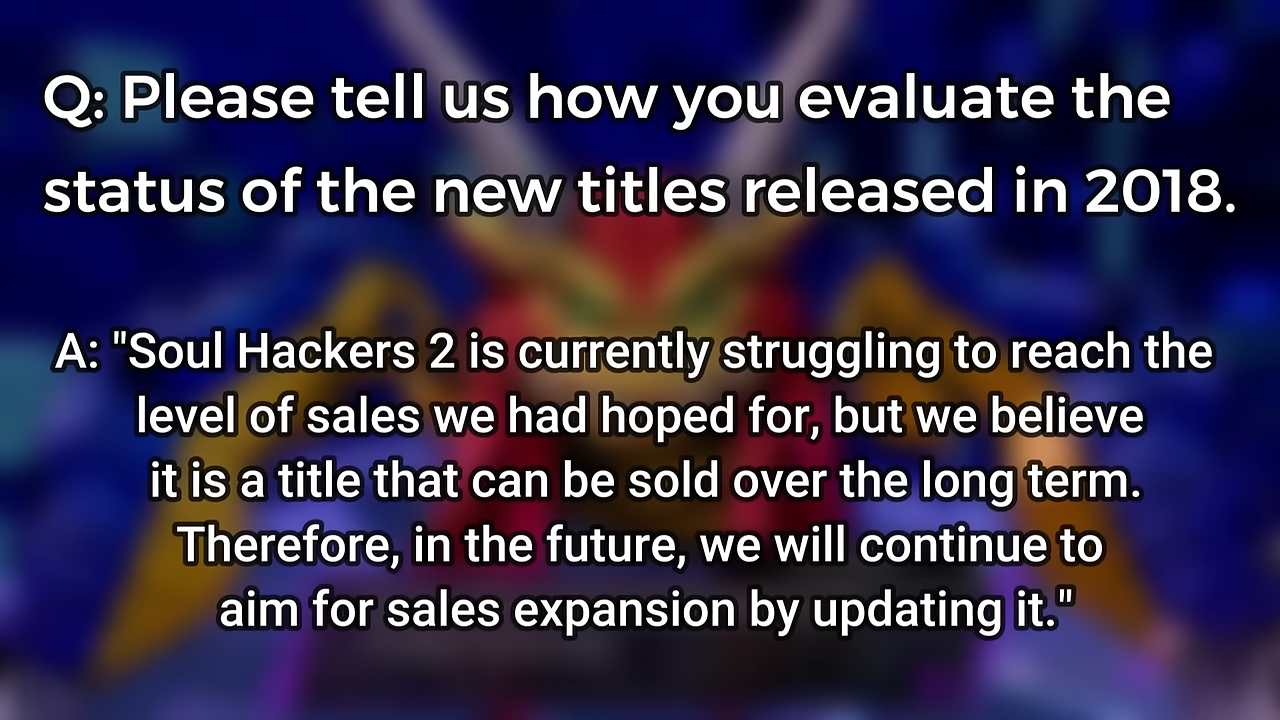 Q: Please tell us how you evaluate the
status of the new titles released in 2018.
A: "Soul Hackers 2 is currently struggling to reach the
level of sales we had hoped for, but we believe
it is a title that can be sold over the long term.
Therefore, in the future, we will continue to
aim for sales expansion by updating it."